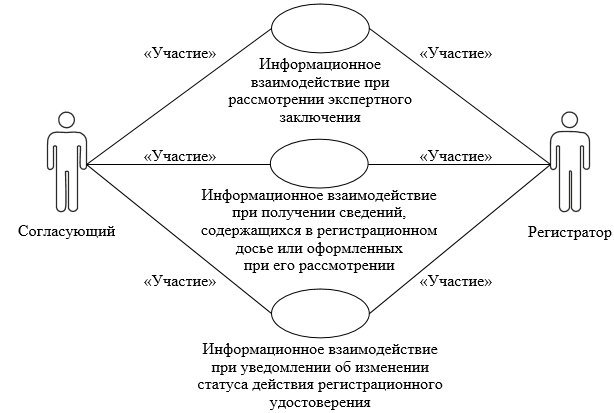 «Участие» «Участие»
Информационное
взаимодействие при
рассмотрении экспертного
заключения
«Участие» «Участие»
Информационное взаимодействие
при получении сведений,
содержащихся в регистрационном
досье или оформленных
при его рассмотрении
Согласующий Регистратор
«Участие» «Участие»
Информационное взаимодействие
при уведомлении об изменении
статуса действия регистрационного
удостоверения